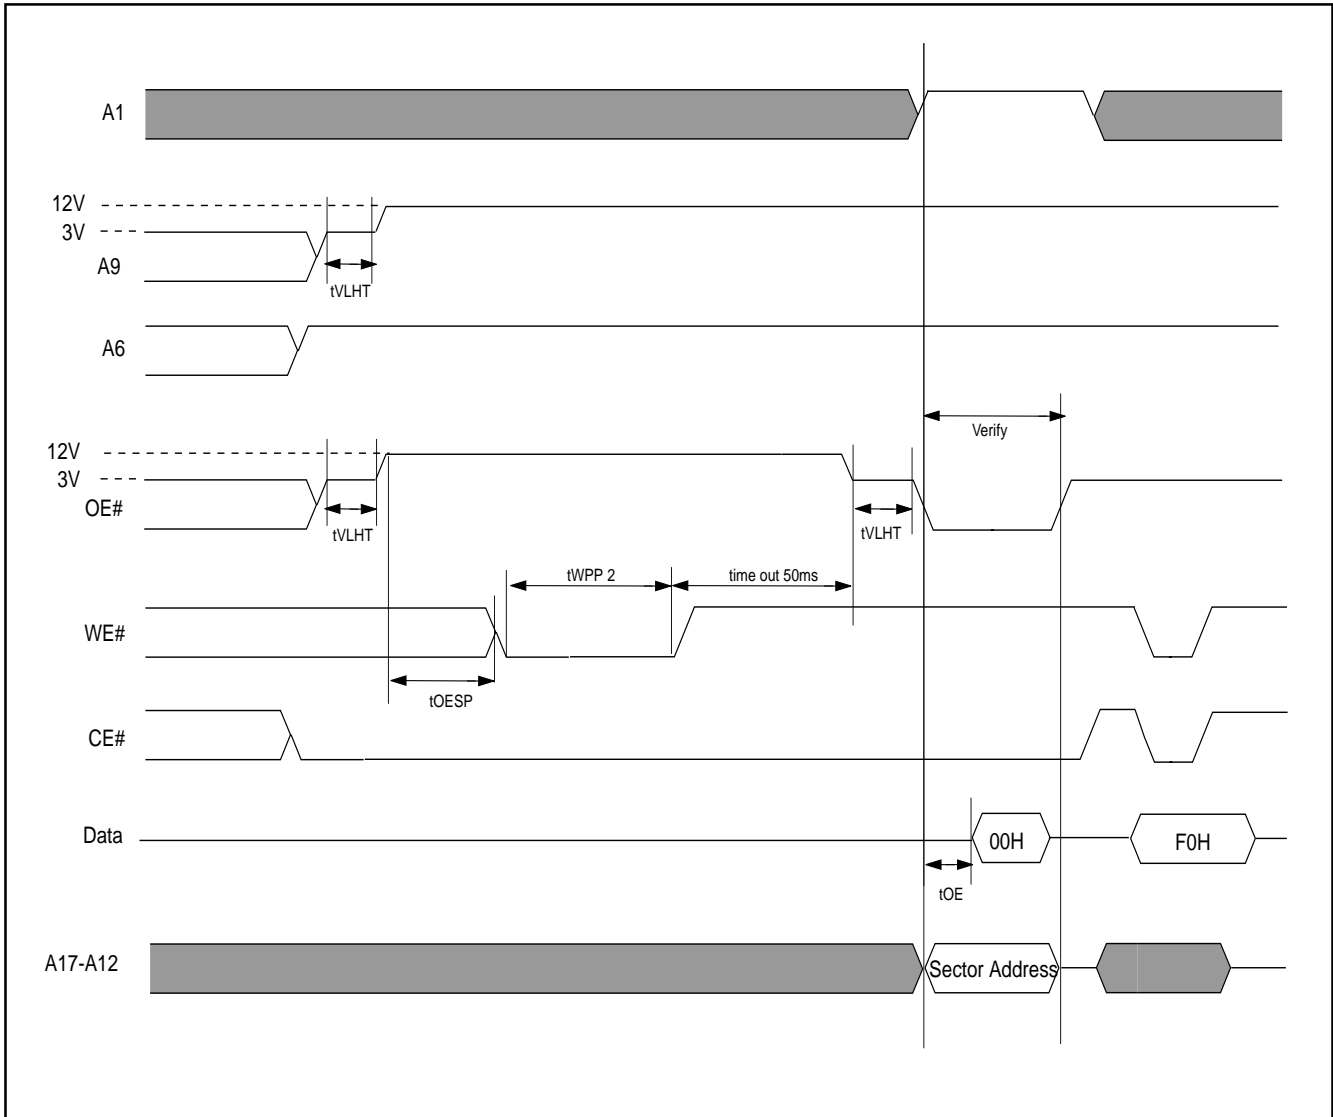 A1
12V
3V
A9
tVLHT
A6
Verify
12V
3V
OE#
tVLHT
tVLHT
tWPP 2
time out 50ms
WE#
tOESP
CE#
Data
00H
F0H
tOE
A17-A12
Sector Address